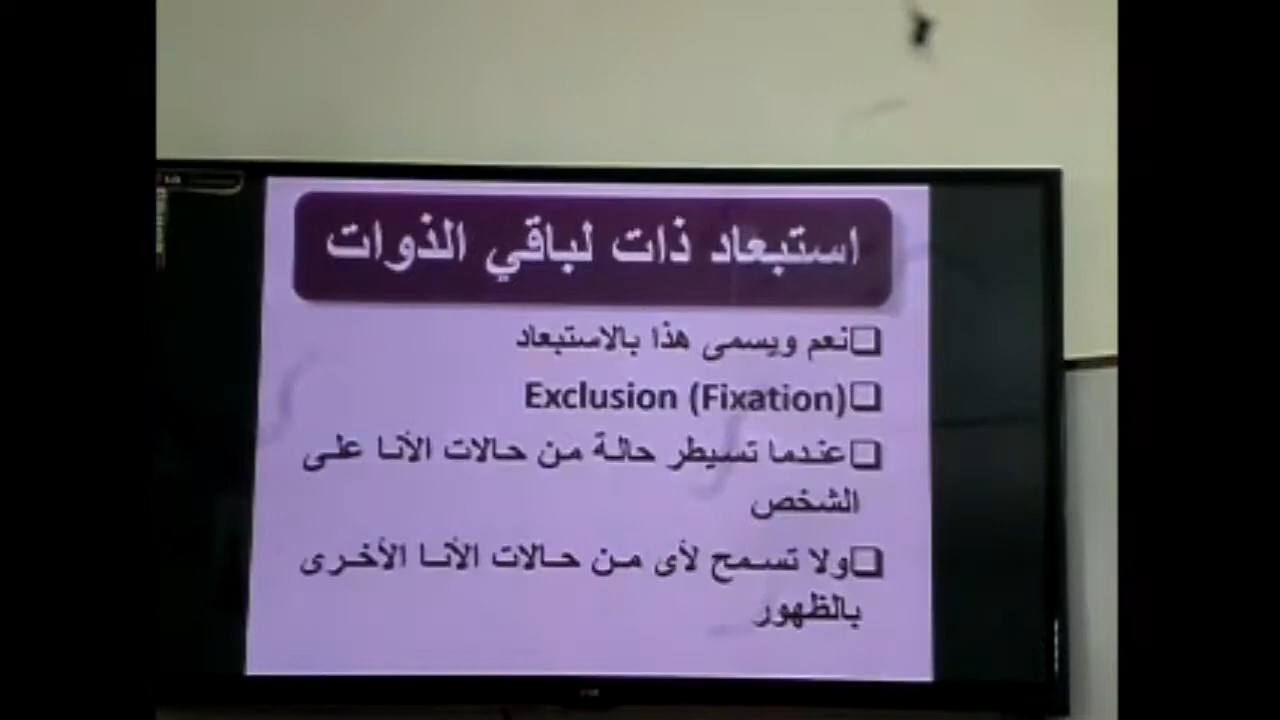 استبعاد ذات لباقي الذوات
نعم ويسمى هذا بالاستبعاد
Exclusion (Fixation)
عندما تسيطر حالة من حالات الأنا على
الشخص
ولا تسمح لأى من حالات الأنا الأخرى
بالظهور